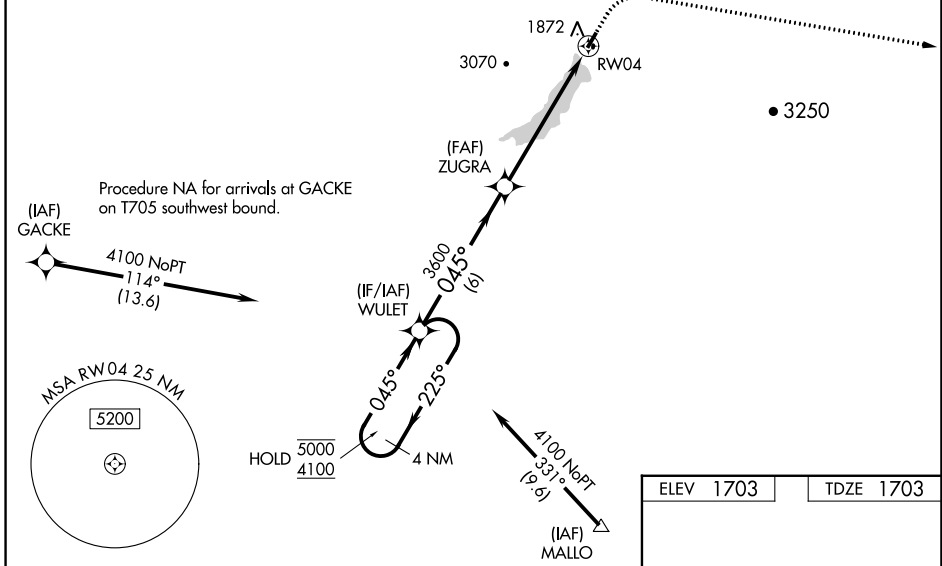 1872
RW04
3070
3250
(FAF)
ZUGRA
Procedure NA for arrivals at GACKE
on T705 southwest bound.
(IAF)
GACKE
4100 NoPT
114°
(13.6)
3600
045°
(6)
(IF/IAF)
WULET
MSA RW04 25 NM
5200
045°
225°
HOLD
5000
4100
4 NM
4100 NoPT
331°
(9.6)
(IAF)
MALLO
ELEV 1703
TDZE 1703